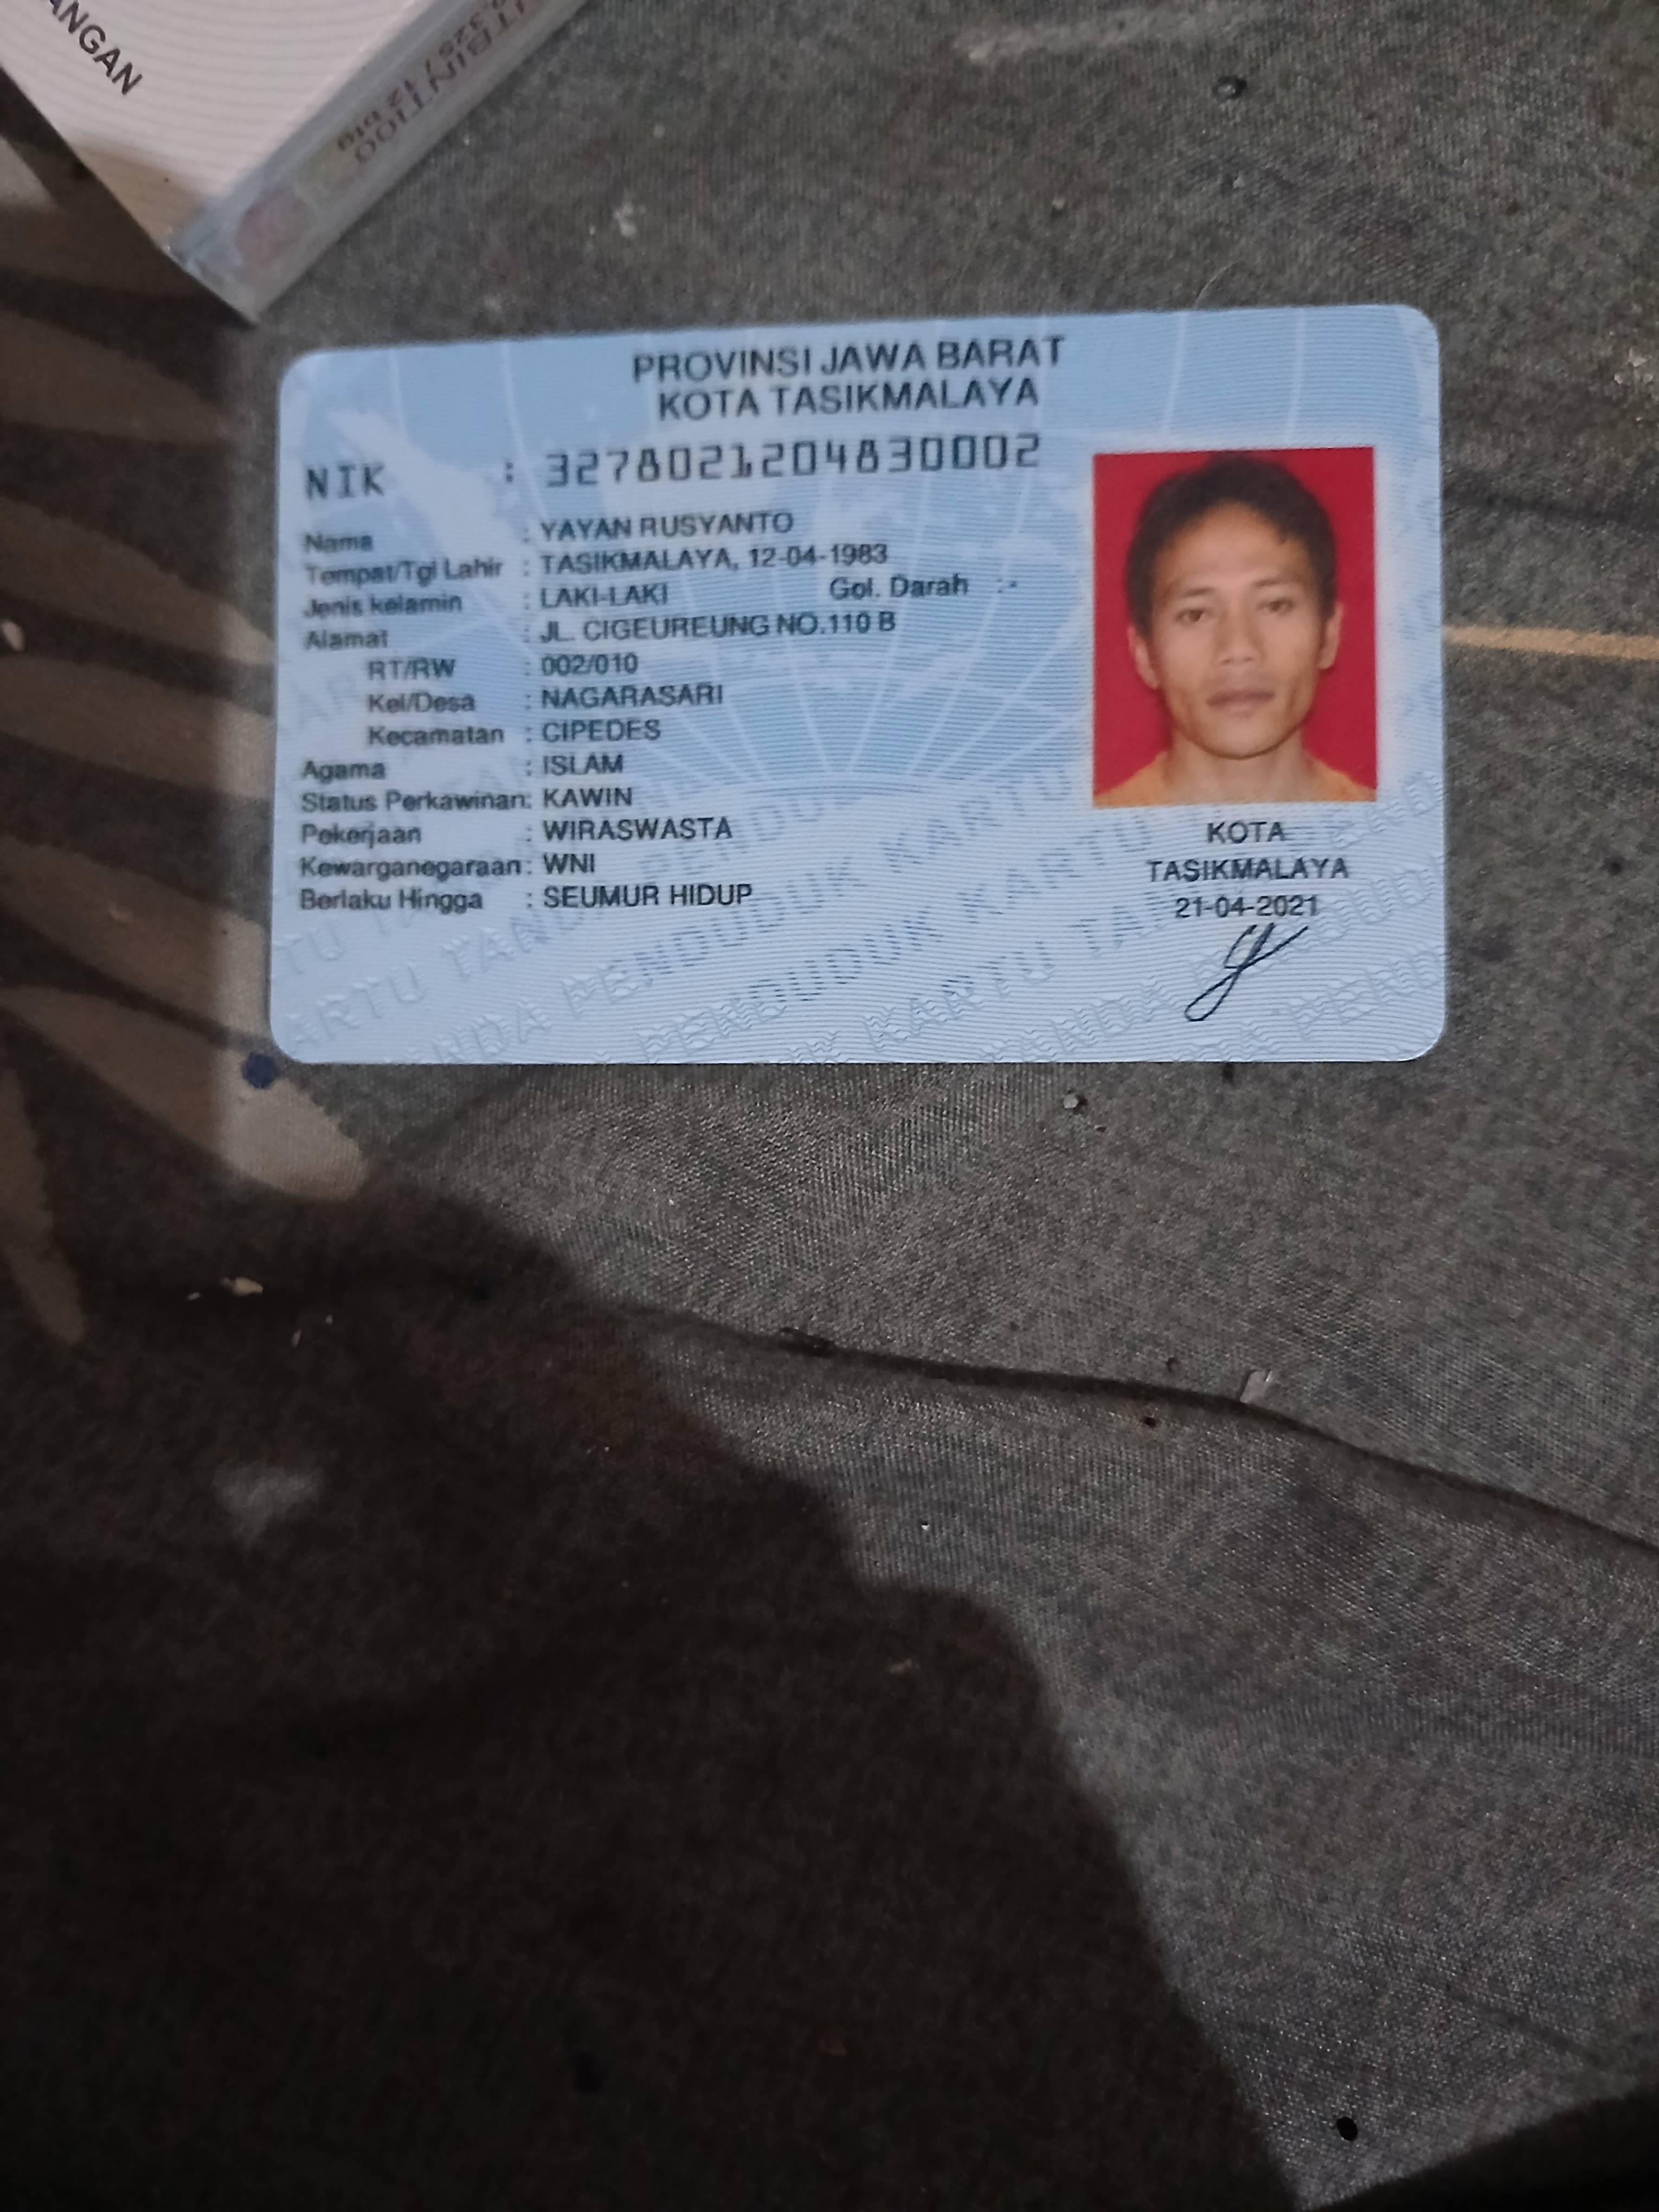 ANGAN
PROVINSI JAWA BARAT
KOTA TASIKMALAYA
NIK : 3278021204830002
Nama : YAYAN RUSYANTO
Tempat/Tgl Lahir : TASIKMALAYA, 12-04-1983
Jenis kelamin : LAKI-LAKI Gol. Darah : -
Alamat : JL. CIGEUREUNG NO.110 B
RT/RW : 002/010
Kel/Desa : NAGARASARI
Kecamatan : CIPEDES
Agama : ISLAM
Status Perkawinan: KAWIN
Pekerjaan : WIRASWASTA
Kewarganegaraan: WNI
Berlaku Hingga : SEUMUR HIDUP
KOTA
TASIKMALAYA
21-04-2021